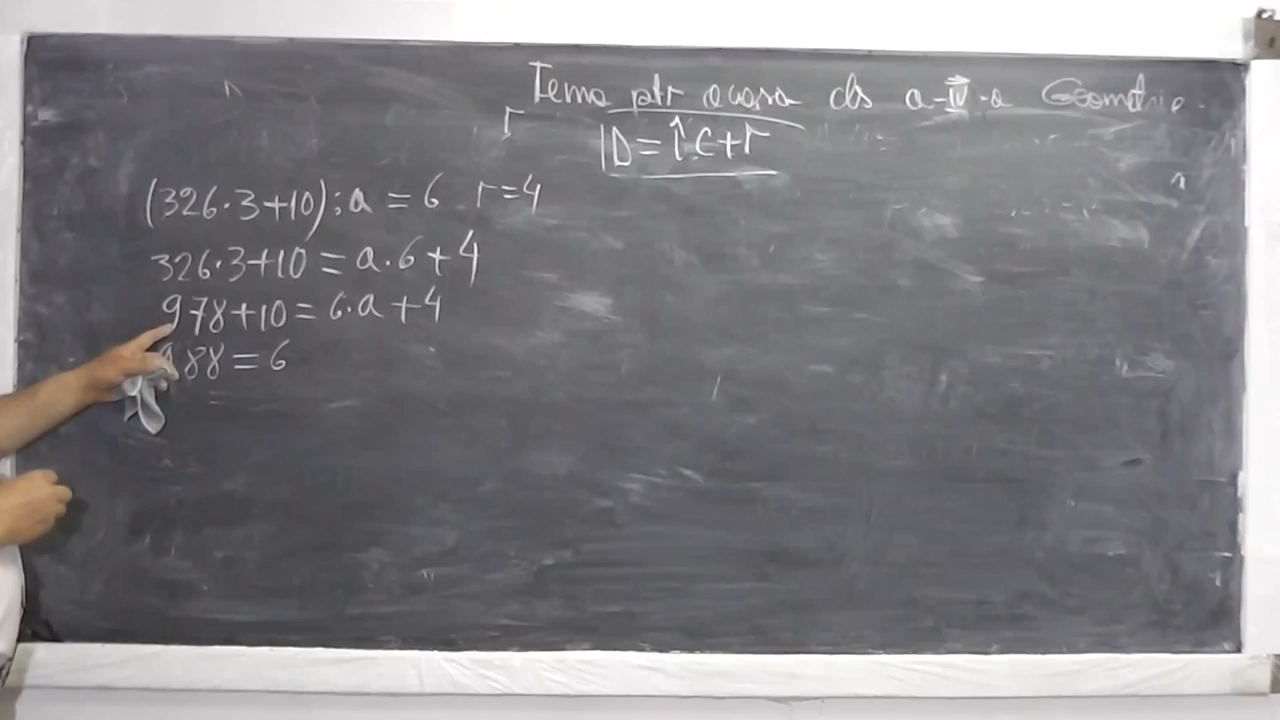 Tema ptr acasa cls a-IV-a Geometrie
r
D=Î.C+r
(326.3+10):a=6 r=4
326.3+10=a.6+4
978+10=6.a+4
988=6